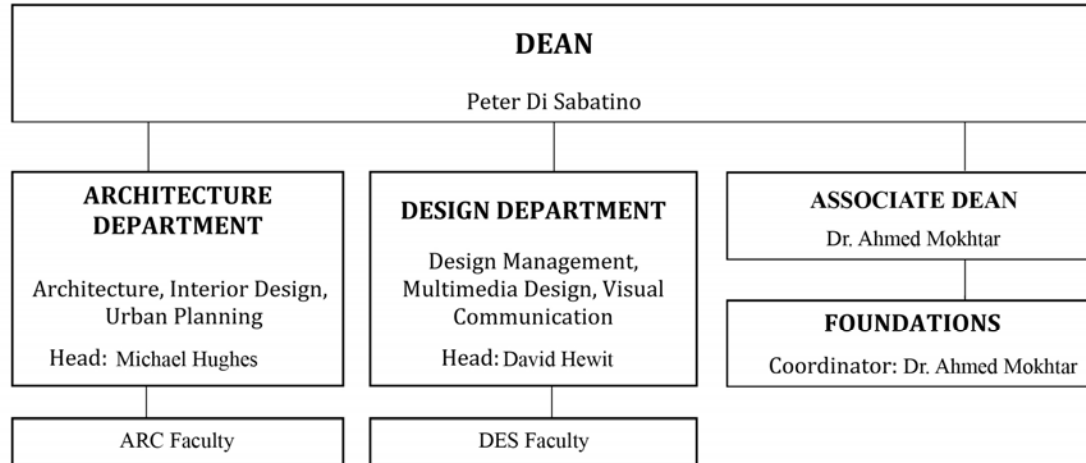 DEAN
Peter Di Sabatino
ARCHITECTURE
DEPARTMENT
Architecture, Interior Design,
Urban Planning
Head: Michael Hughes
ARC Faculty
DESIGN DEPARTMENT
Design Management,
Multimedia Design, Visual
Communication
Head: David Hewit
DES Faculty
ASSOCIATE DEAN
Dr. Ahmed Mokhtar
FOUNDATIONS
Coordinator: Dr. Ahmed Mokhtar